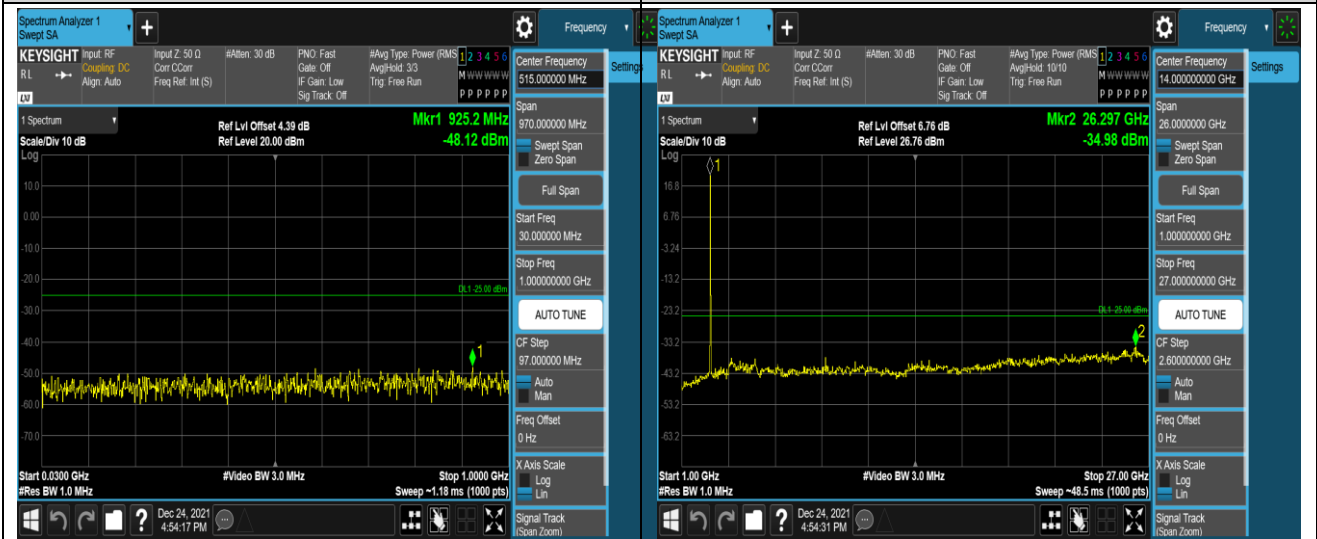 Spectrum Analyzer 1
Swept SA
+
Frequency
KEYSIGHT
RL
LXI
Input: RF
Coupling: DC
Align: Auto
Input Z: 50 Ω
Corr CCorr
Freq Ref: Int (S)
#Atten: 30 dB
PNO: Fast
Gate: Off
IF Gain: Low
Sig Track: Off
#Avg Type: Power (RMS
Avg|Hold: 3/3
Trig: Free Run
1 2 3 4 5 6
M W W W W W
P P P P P P
Center Frequency
515.000000 MHz
Settings
Span
970.000000 MHz
Swept Span
Zero Span
Full Span
Start Freq
30.000000 MHz
Stop Freq
1.000000000 GHz
AUTO TUNE
CF Step
97.000000 MHz
Auto
Man
Freq Offset
0 Hz
X Axis Scale
Log
Lin
Signal Track
(Span Zoom)
1 Spectrum
Scale/Div 10 dB
Log
Ref Lvl Offset 4.39 dB
Ref Level 20.00 dBm
Mkr1 925.2 MHz
-48.12 dBm
10.0
0.00
-10.0
-20.0
DL1 -25.00 dBm
-30.0
-40.0
1
-50.0
-60.0
-70.0
Start 0.0300 GHz
#Res BW 1.0 MHz
#Video BW 3.0 MHz
Stop 1.0000 GHz
Sweep ~1.18 ms (1000 pts)
?
Dec 24, 2021
4:54:17 PM
Spectrum Analyzer 1
Swept SA
+
Frequency
KEYSIGHT
RL
LXI
Input: RF
Coupling: DC
Align: Auto
Input Z: 50 Ω
Corr CCorr
Freq Ref: Int (S)
#Atten: 30 dB
PNO: Fast
Gate: Off
IF Gain: Low
Sig Track: Off
#Avg Type: Power (RMS
Avg|Hold: 10/10
Trig: Free Run
1 2 3 4 5 6
M W W W W W
P P P P P P
Center Frequency
14.000000000 GHz
Settings
Span
26.0000000 GHz
Swept Span
Zero Span
Full Span
Start Freq
1.000000000 GHz
Stop Freq
27.000000000 GHz
AUTO TUNE
CF Step
2.600000000 GHz
Auto
Man
Freq Offset
0 Hz
X Axis Scale
Log
Lin
Signal Track
(Span Zoom)
1 Spectrum
Scale/Div 10 dB
Log
Ref Lvl Offset 6.76 dB
Ref Level 26.76 dBm
Mkr2 26.297 GHz
-34.98 dBm
1
16.8
6.76
-3.24
-13.2
-23.2
DL1 -25.00 dBm
2
-33.2
-43.2
-53.2
-63.2
Start 1.00 GHz
#Res BW 1.0 MHz
#Video BW 3.0 MHz
Stop 27.00 GHz
Sweep ~48.5 ms (1000 pts)
?
Dec 24, 2021
4:54:31 PM